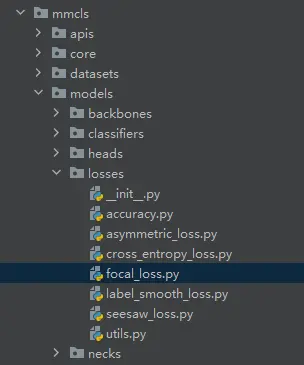 mmcls
apis
core
datasets
models
backbones
classifiers
heads
losses
__init__.py
accuracy.py
asymmetric_loss.py
cross_entropy_loss.py
focal_loss.py
label_smooth_loss.py
seesaw_loss.py
utils.py
necks